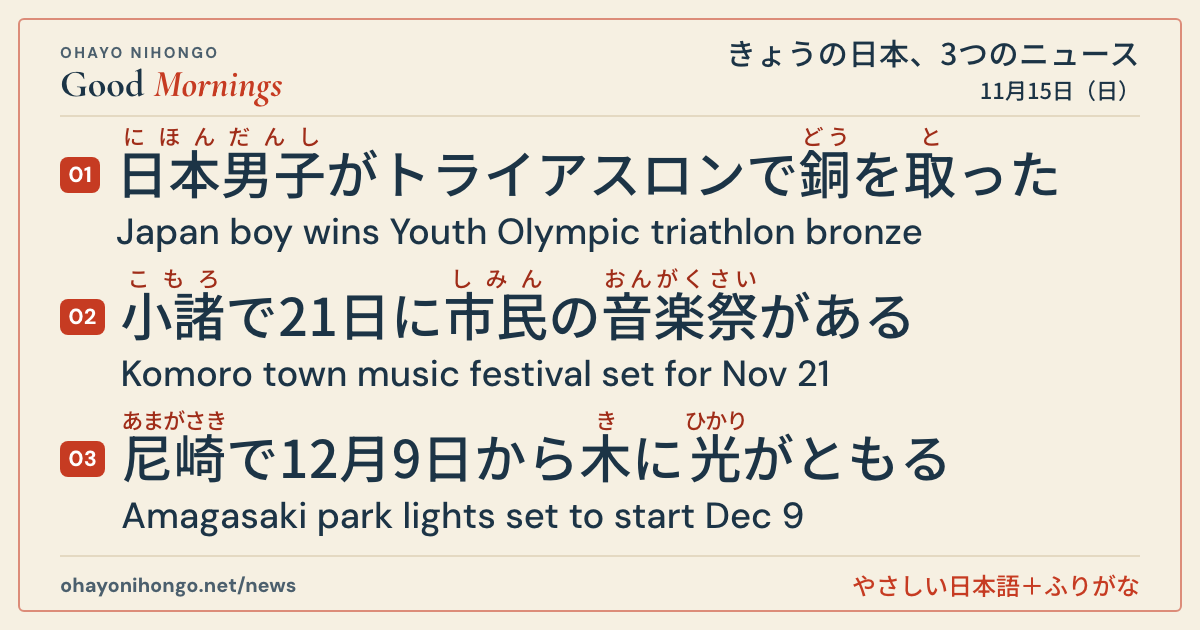 OHAYO NIHONGO
Good Mornings
きょうの日本、3つのニュース
11月15日（日）
にほんだんし どう と
01 日本男子がトライアスロンで銅を取った
Japan boy wins Youth Olympic triathlon bronze
こもろ しみん おんがくさい
02 小諸で21日に市民の音楽祭がある
Komoro town music festival set for Nov 21
あまがさき き ひかり
03 尼崎で12月9日から木に光がともる
Amagasaki park lights set to start Dec 9
ohayonihongo.net/news
やさしい日本語＋ふりがな